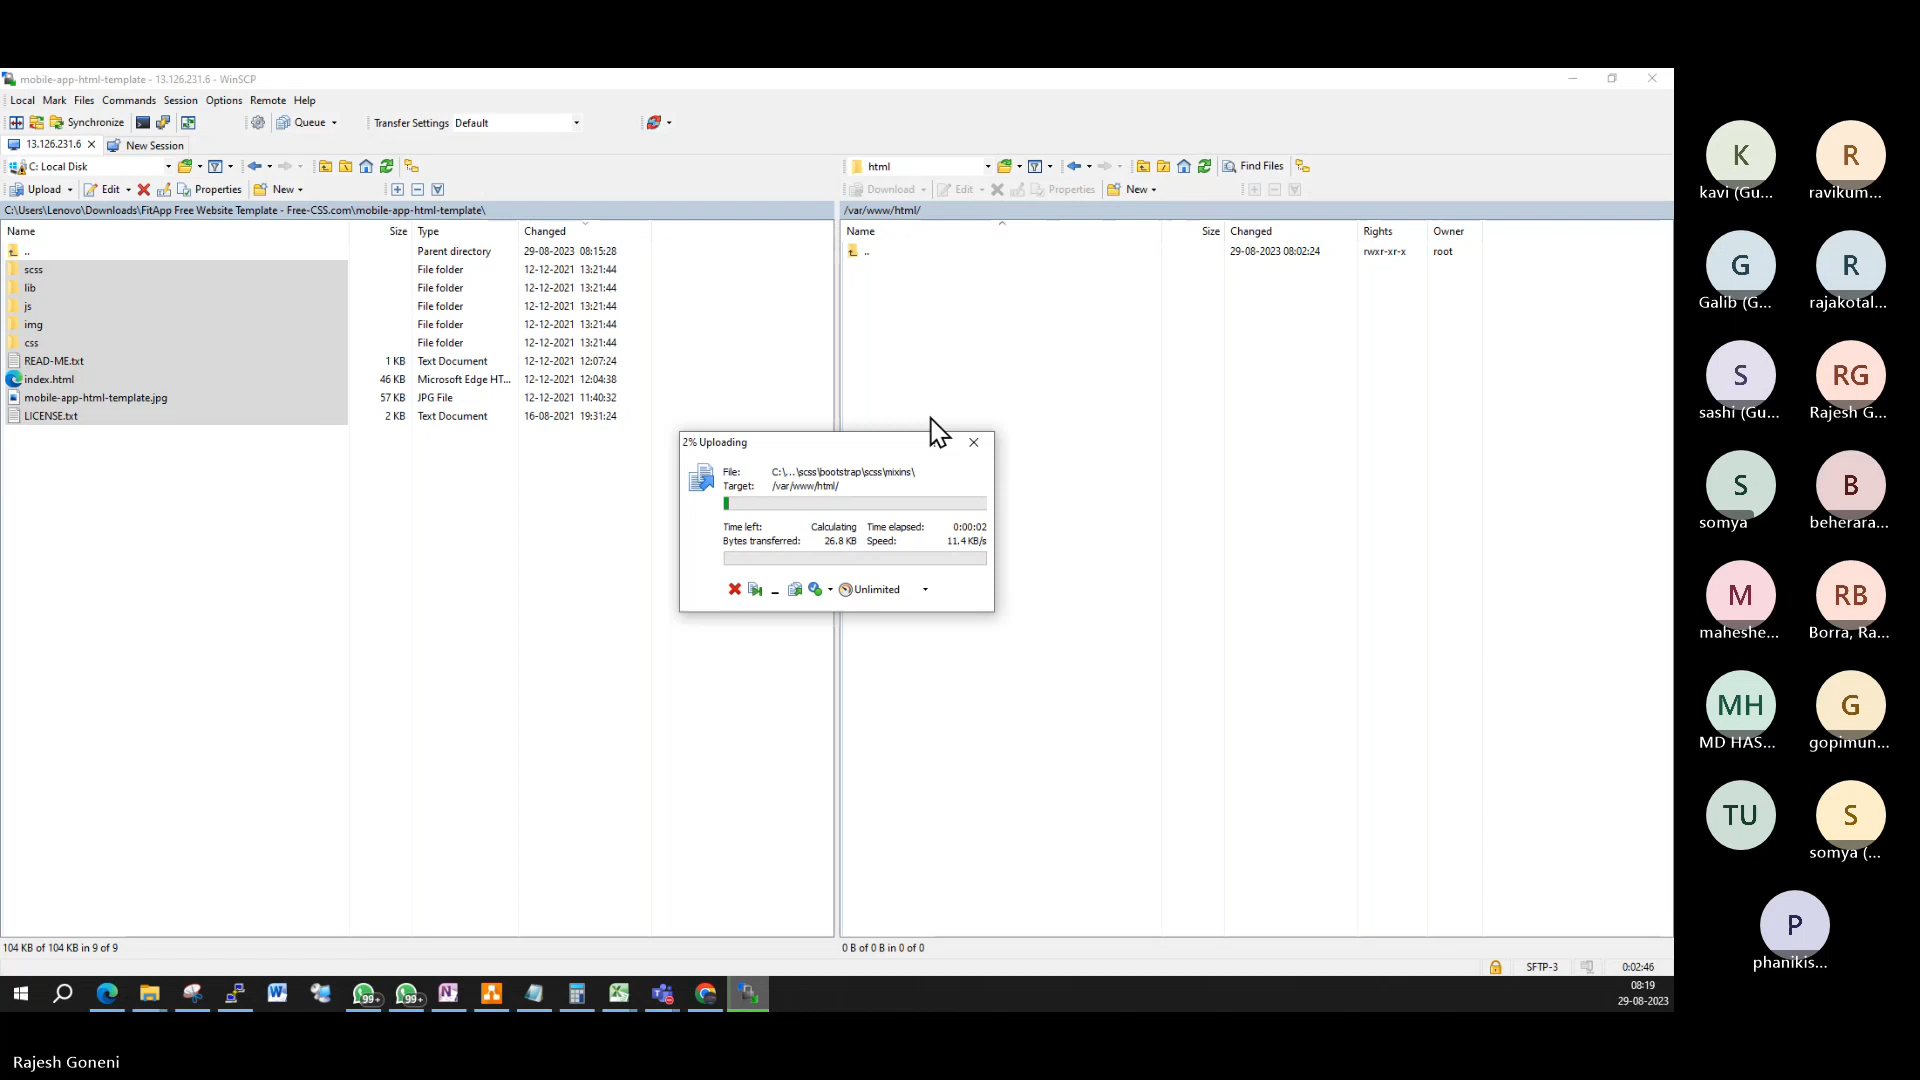 mobile-app-html-template - 13.126.231.6 - WinSCP
Local Mark Files Commands Session Options Remote Help
Synchronize Queue Transfer Settings Default
13.126.231.6 New Session
C: Local Disk
html Find Files
Upload Edit Properties New
Download Edit Properties New
C:\Users\Lenovo\Downloads\FitApp Free Website Template - Free-CSS.com\mobile-app-html-template\
/var/www/html/
Name Size Type Changed
Name Size Changed Rights Owner
.. Parent directory 29-08-2023 08:15:28
.. 29-08-2023 08:02:24 rwxr-xr-x root
scss File folder 12-12-2021 13:21:44
lib File folder 12-12-2021 13:21:44
js File folder 12-12-2021 13:21:44
img File folder 12-12-2021 13:21:44
css File folder 12-12-2021 13:21:44
READ-ME.txt 1 KB Text Document 12-12-2021 12:07:24
index.html 46 KB Microsoft Edge HT... 12-12-2021 12:04:38
mobile-app-html-template.jpg 57 KB JPG File 12-12-2021 11:40:32
LICENSE.txt 2 KB Text Document 16-08-2021 19:31:24
2% Uploading
File: C:\...\scss\bootstrap\scss\mixins\
Target: /var/www/html/
Time left: Calculating Time elapsed: 0:00:02
Bytes transferred: 26.8 KB Speed: 11.4 KB/s
Unlimited
104 KB of 104 KB in 9 of 9
0 B of 0 B in 0 of 0
SFTP-3 0:02:46
99+ 99+
08:19
29-08-2023
Rajesh Goneni
K R
kavi (Gu... ravikum...
G R
Galib (G... rajakotal...
S RG
sashi (Gu... Rajesh G...
S B
somya beherara...
M RB
maheshe... Borra, Ra...
MH G
MD HAS... gopimun...
TU S
somya (...
P
phanikis...